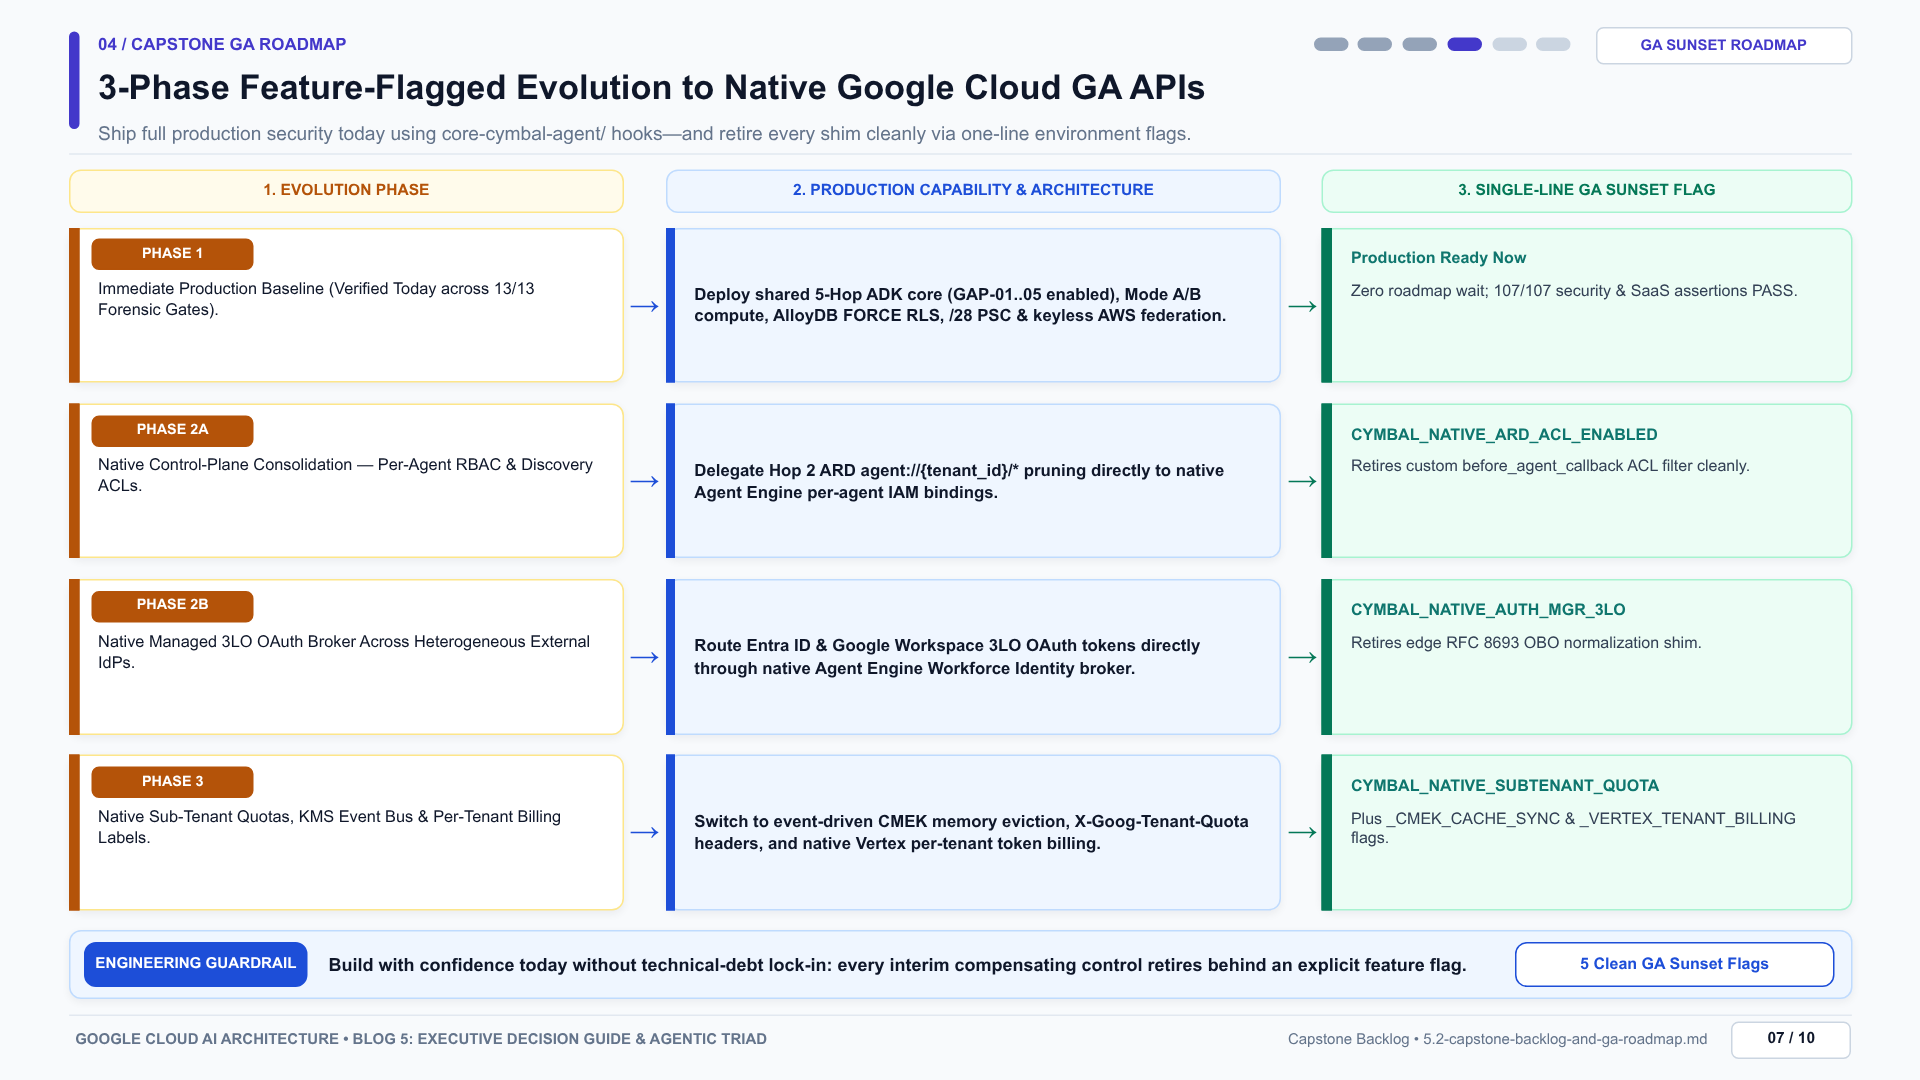 04 / CAPSTONE GA ROADMAP
GA SUNSET ROADMAP
3-Phase Feature-Flagged Evolution to Native Google Cloud GA APIs
Ship full production security today using core-cymbal-agent/ hooks—and retire every shim cleanly via one-line environment flags.
1. EVOLUTION PHASE
2. PRODUCTION CAPABILITY & ARCHITECTURE
3. SINGLE-LINE GA SUNSET FLAG
PHASE 1
Immediate Production Baseline (Verified Today across 13/13
Forensic Gates).
→
Deploy shared 5-Hop ADK core (GAP-01..05 enabled), Mode A/B
compute, AlloyDB FORCE RLS, /28 PSC & keyless AWS federation.
→
Production Ready Now
Zero roadmap wait; 107/107 security & SaaS assertions PASS.
PHASE 2A
Native Control-Plane Consolidation — Per-Agent RBAC & Discovery
ACLs.
→
Delegate Hop 2 ARD agent://{tenant_id}/* pruning directly to native
Agent Engine per-agent IAM bindings.
→
CYMBAL_NATIVE_ARD_ACL_ENABLED
Retires custom before_agent_callback ACL filter cleanly.
PHASE 2B
Native Managed 3LO OAuth Broker Across Heterogeneous External
IdPs.
→
Route Entra ID & Google Workspace 3LO OAuth tokens directly
through native Agent Engine Workforce Identity broker.
→
CYMBAL_NATIVE_AUTH_MGR_3LO
Retires edge RFC 8693 OBO normalization shim.
PHASE 3
Native Sub-Tenant Quotas, KMS Event Bus & Per-Tenant Billing
Labels.
→
Switch to event-driven CMEK memory eviction, X-Goog-Tenant-Quota
headers, and native Vertex per-tenant token billing.
→
CYMBAL_NATIVE_SUBTENANT_QUOTA
Plus _CMEK_CACHE_SYNC & _VERTEX_TENANT_BILLING
flags.
ENGINEERING GUARDRAIL
Build with confidence today without technical-debt lock-in: every interim compensating control retires behind an explicit feature flag.
5 Clean GA Sunset Flags
GOOGLE CLOUD AI ARCHITECTURE • BLOG 5: EXECUTIVE DECISION GUIDE & AGENTIC TRIAD
Capstone Backlog • 5.2-capstone-backlog-and-ga-roadmap.md
07 / 10